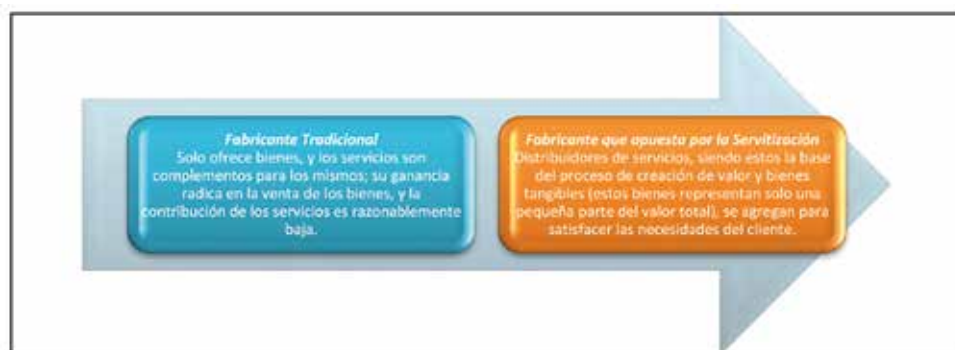 Fabricante Tradicional
Solo ofrece bienes, y los servicios son
complementos para los mismos; su ganancia
radica en la venta de los bienes, y la
contribución de los servicios es razonablemente
baja.
Fabricante que apuesta por la Servitización
Distribuidores de servicios, siendo estos la base
del proceso de creación de valor y bienes
tangibles (estos bienes representan solo una
pequeña parte del valor total), se agregan para
satisfacer las necesidades del cliente.